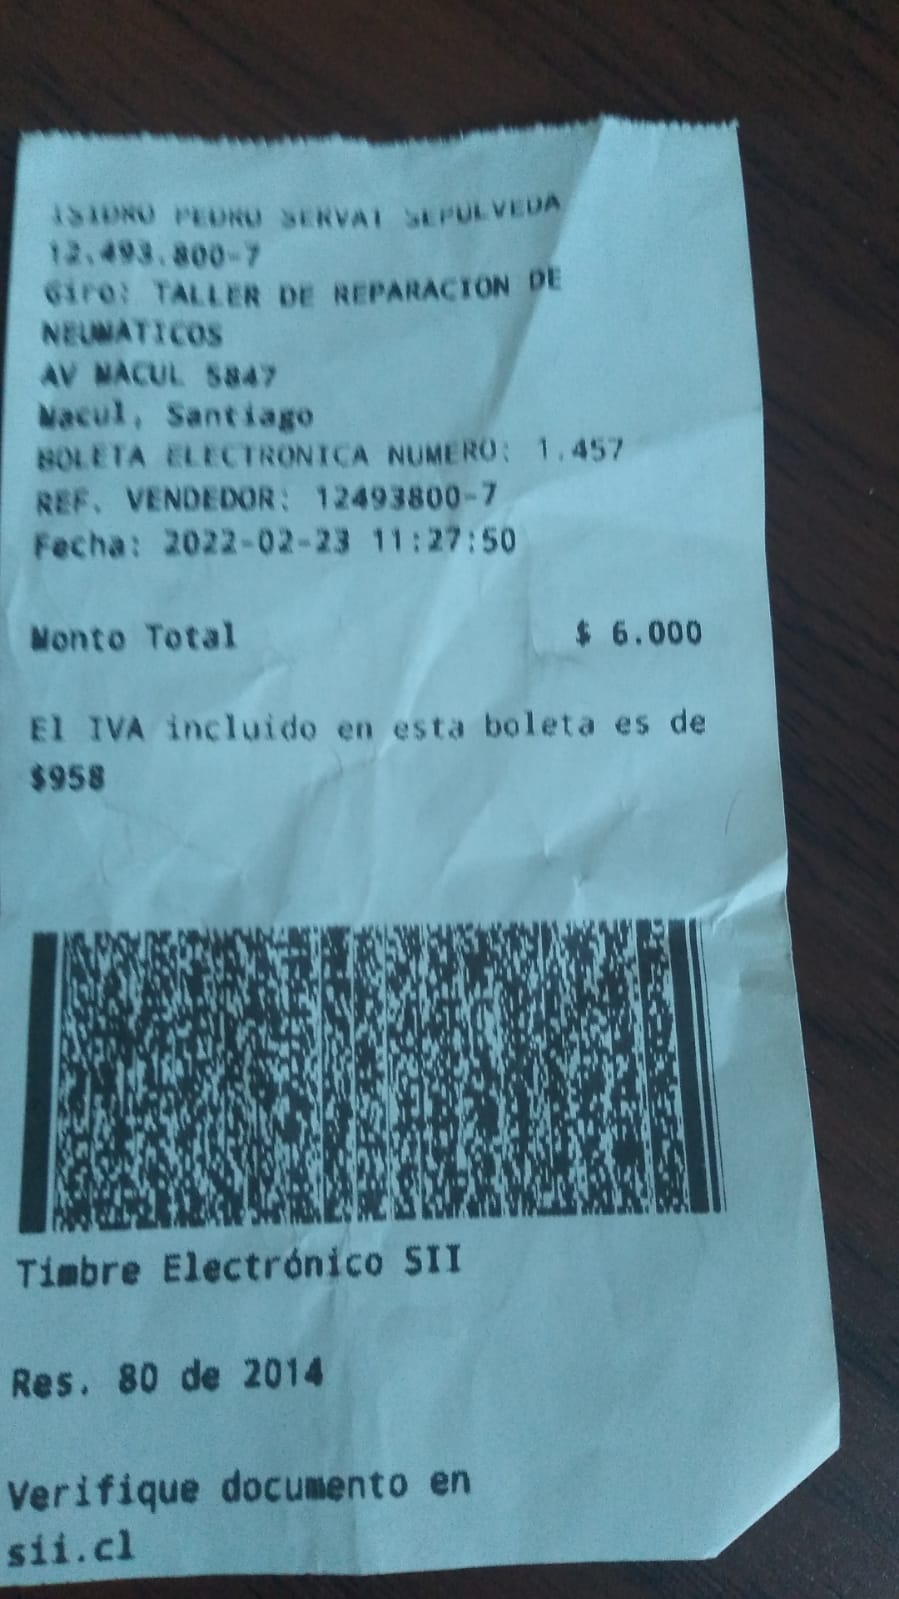 ISIDRO PEDRO SERVAT SEPULVEDA
12.493.800-7
Giro: TALLER DE REPARACION DE
NEUMATICOS
AV MACUL 5847
Macul, Santiago
BOLETA ELECTRONICA NUMERO: 1.457
REF. VENDEDOR: 12493800-7
Fecha: 2022-02-23 11:27:50
Monto Total $ 6.000
El IVA incluido en esta boleta es de
$958
Timbre Electrónico SII
Res. 80 de 2014
Verifique documento en
sii.cl